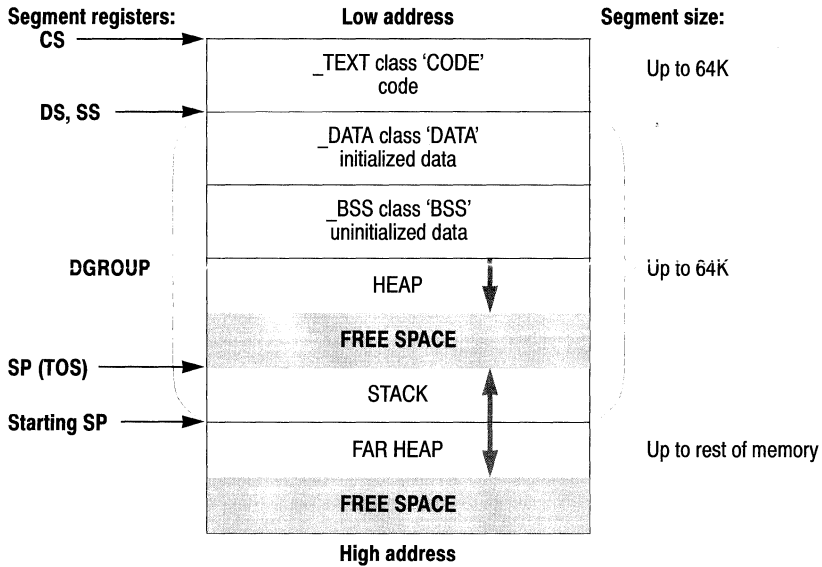 Segment registers: Low address Segment size:
CS
_TEXT class ‘CODE’
code
Up to 64K
DS, SS
_DATA class ‘DATA’
initialized data
_BSS class ‘BSS’
uninitialized data
DGROUP
HEAP
Up to 64K
FREE SPACE
SP (TOS)
STACK
Starting SP
FAR HEAP
Up to rest of memory
FREE SPACE
High address